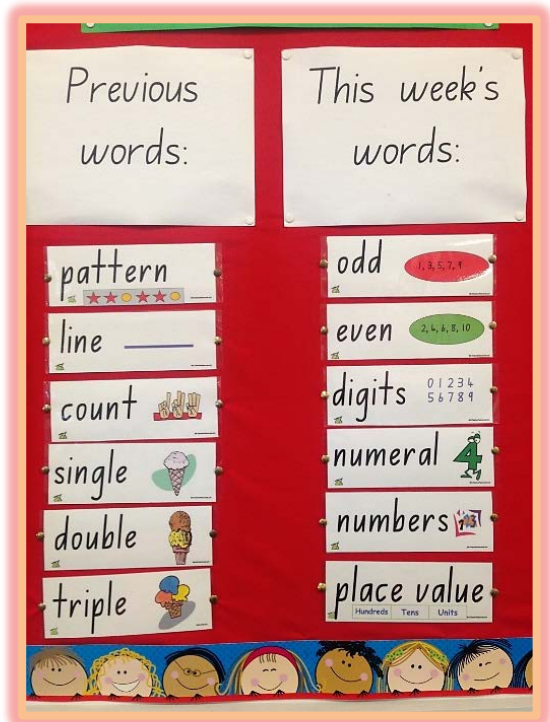 Previous
words:
pattern
line
count
single
double
triple
This week's
words:
odd
1, 3, 5, 7, 9
even
2, 4, 6, 8, 10
digits
0 1 2 3 4
5 6 7 8 9
numeral
4
numbers
place value
Hundreds Tens Units